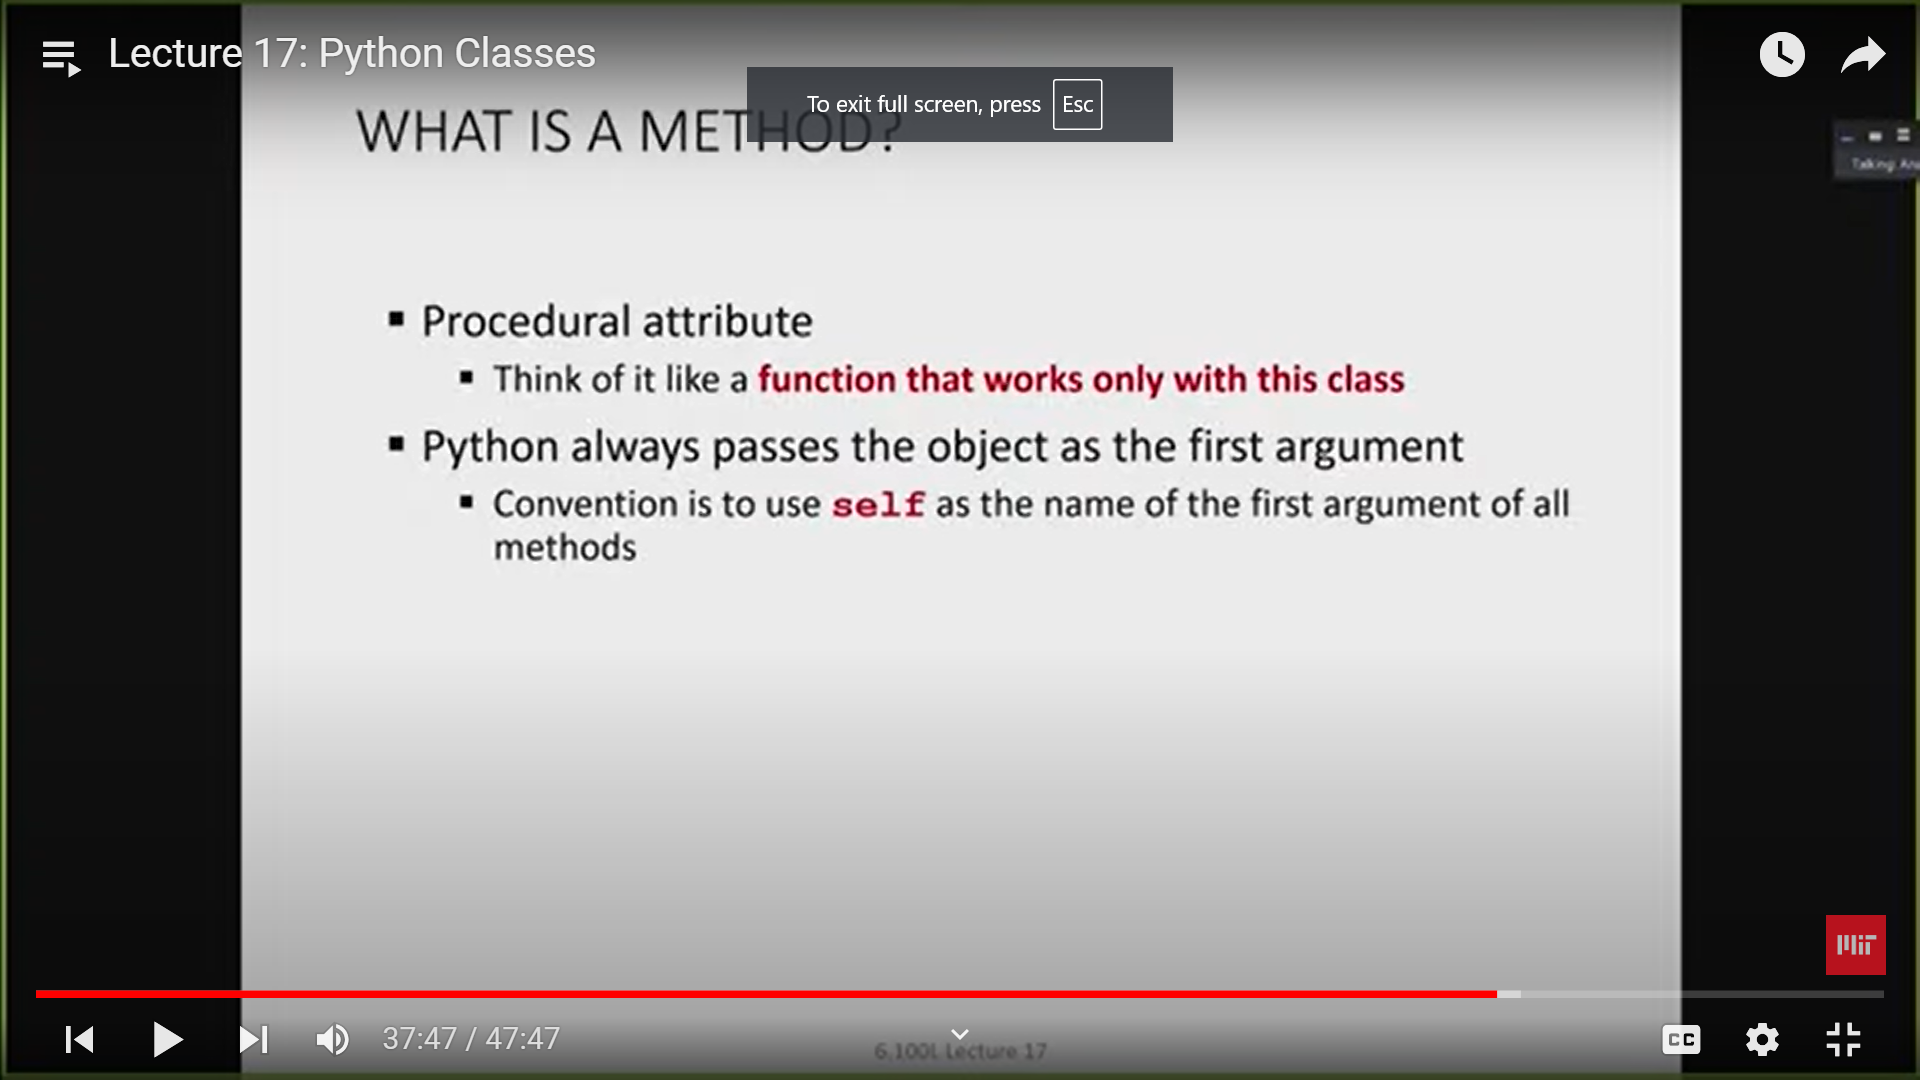 Lecture 17: Python Classes
To exit full screen, press Esc
WHAT IS A METHOD?
Talking: An
▪ Procedural attribute
▪ Think of it like a function that works only with this class
▪ Python always passes the object as the first argument
▪ Convention is to use self as the name of the first argument of all
methods
MIT
37:47 / 47:47
CC
6.100L Lecture 17